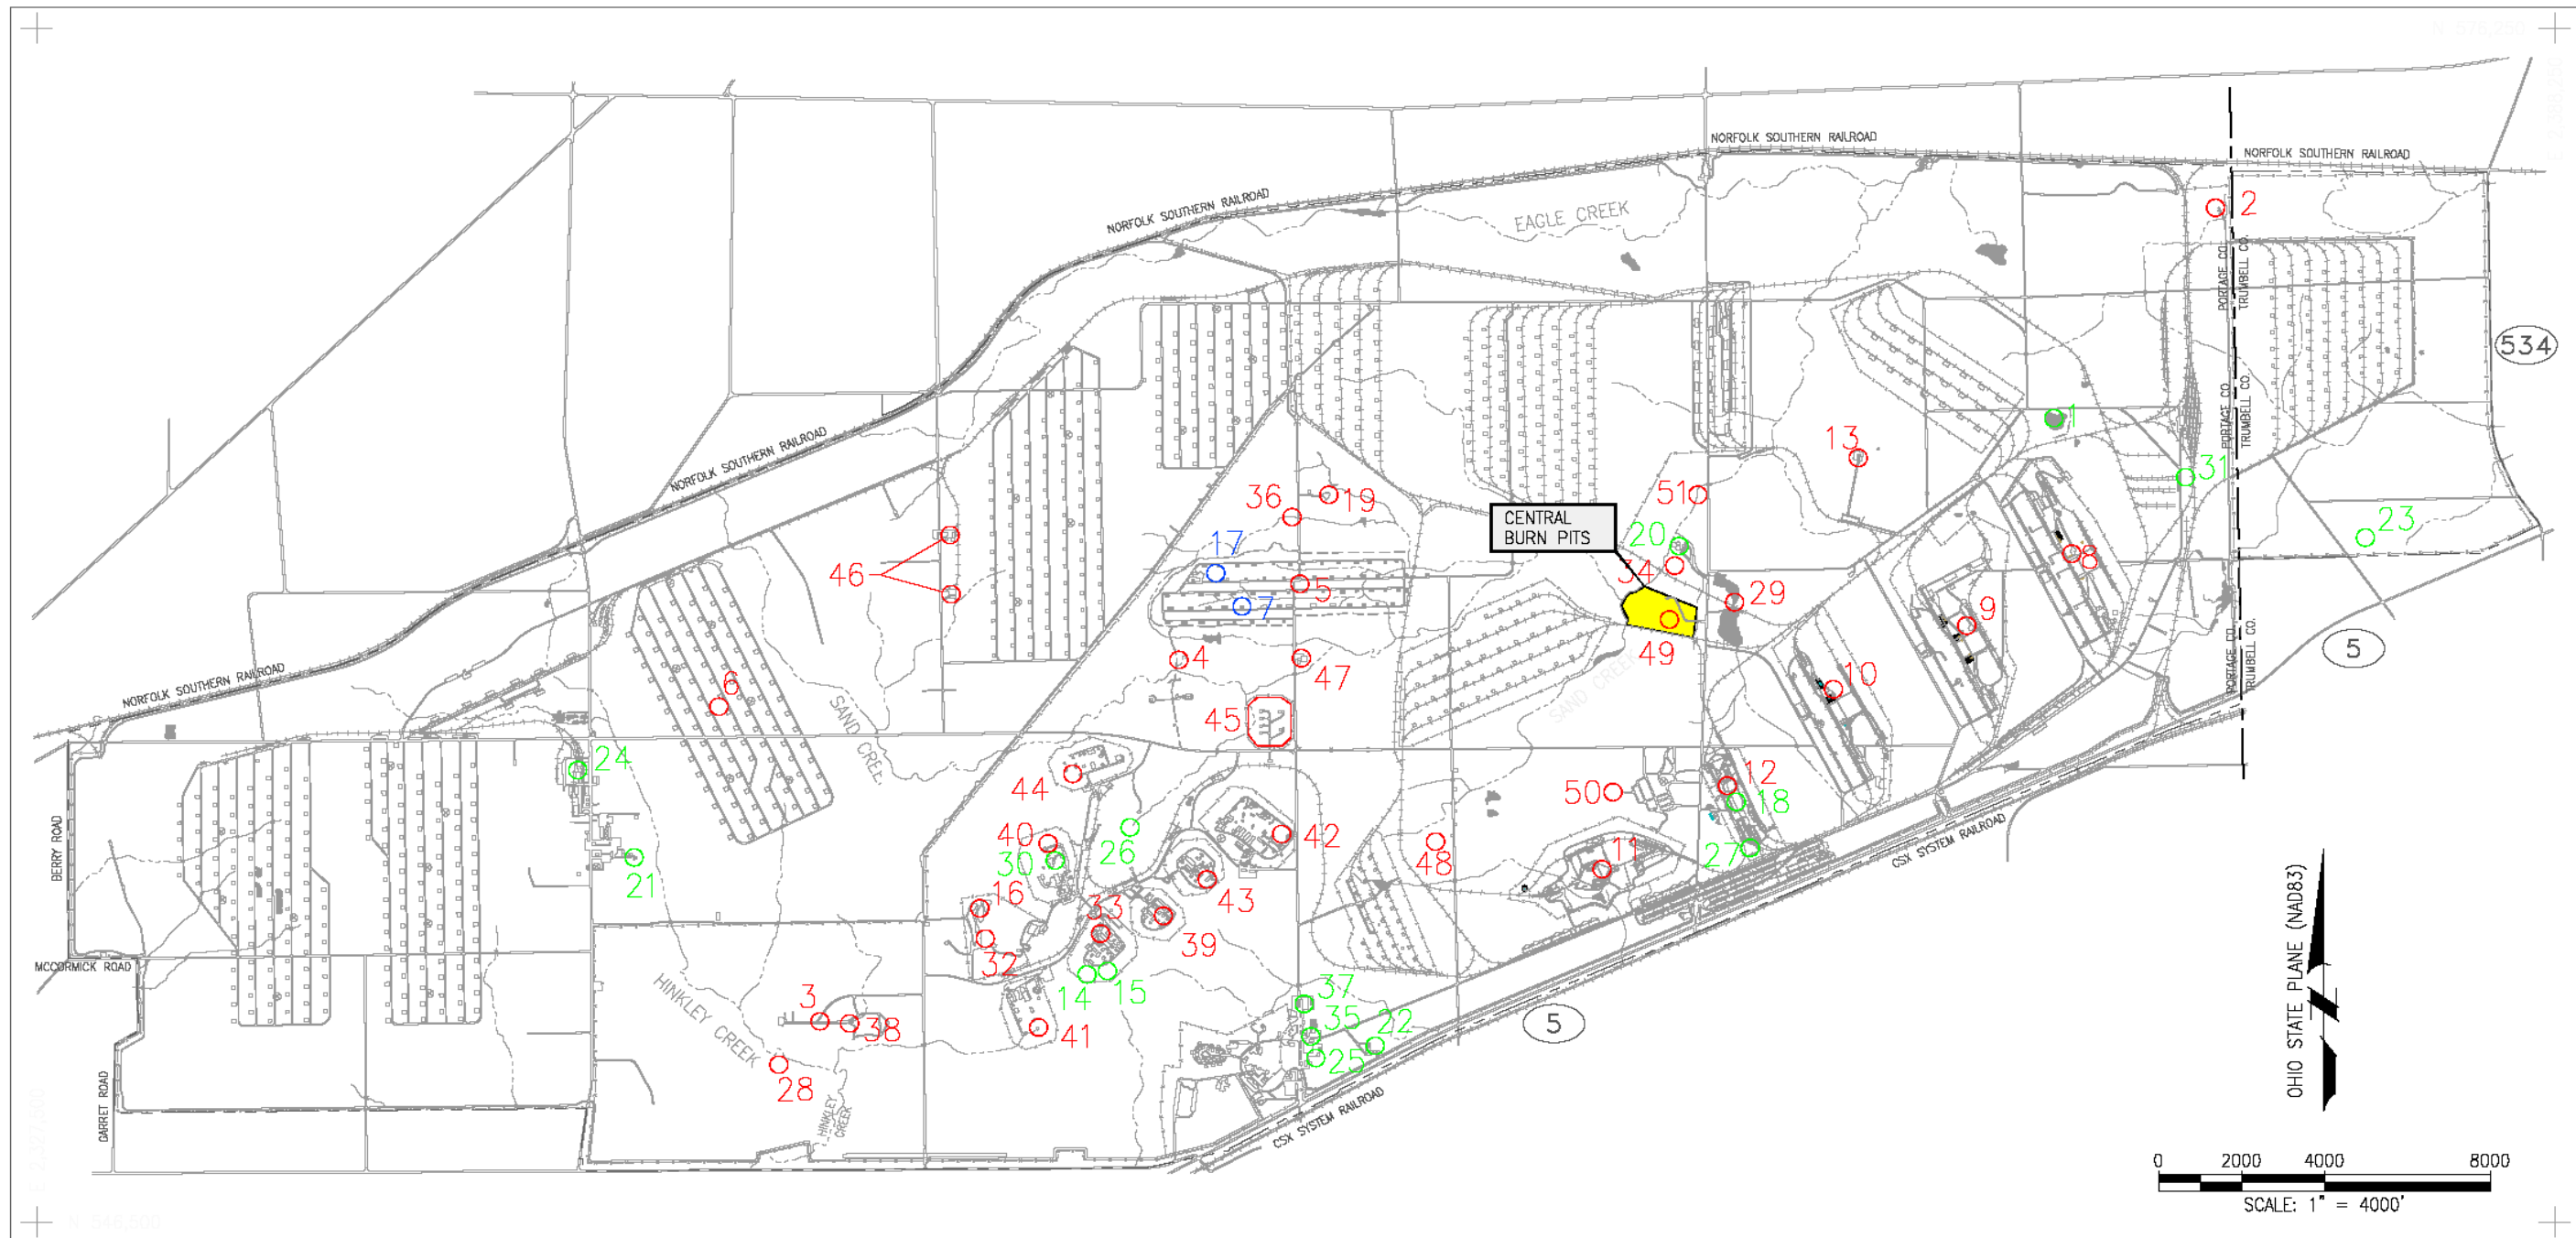 NORFOLK SOUTHERN RAILROAD
NORFOLK SOUTHERN RAILROAD
NORFOLK SOUTHERN RAILROAD
EAGLE CREEK
2
PORTAGE CO.
TRUMBELL CO.
534
1
PORTAGE CO.
TRUMBELL CO.
NORFOLK SOUTHERN RAILROAD
13
31
36
19
51
CENTRAL
BURN PITS
20
23
17
46
34
8
5
7
29
9
49
5
4
47
10
PORTAGE CO.
TRUMBELL CO.
NORFOLK SOUTHERN RAILROAD
6
SAND CREE
SAND CREEK
45
24
44
50
12
18
40
30
26
42
48
11
27
CSX SYSTEM RAILROAD
BERRY ROAD
21
16
33
43
39
32
MCCORMICK ROAD
14
15
HINKLEY CREEK
3
38
41
37
35
22
25
5
28
HINKLEY
CREEK
GARRET ROAD
CSX SYSTEM RAILROAD
OHIO STATE PLANE (NAD83)
0 2000 4000 8000
SCALE: 1" = 4000'